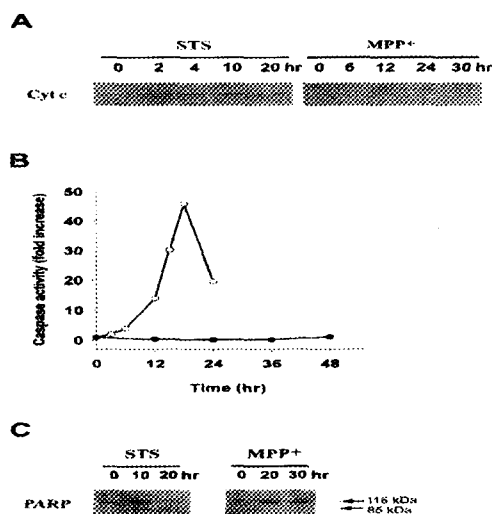 A
STS MPP+
0 2 4 10 20 hr 0 6 12 24 30 hr
Cyt c
B
Caspase activity (fold increase)
50
40
30
20
10
0
0 12 24 36 48
Time (hr)
C
STS MPP+
0 10 20 hr 0 20 30 hr
PARP
116 kDa
85 kDa